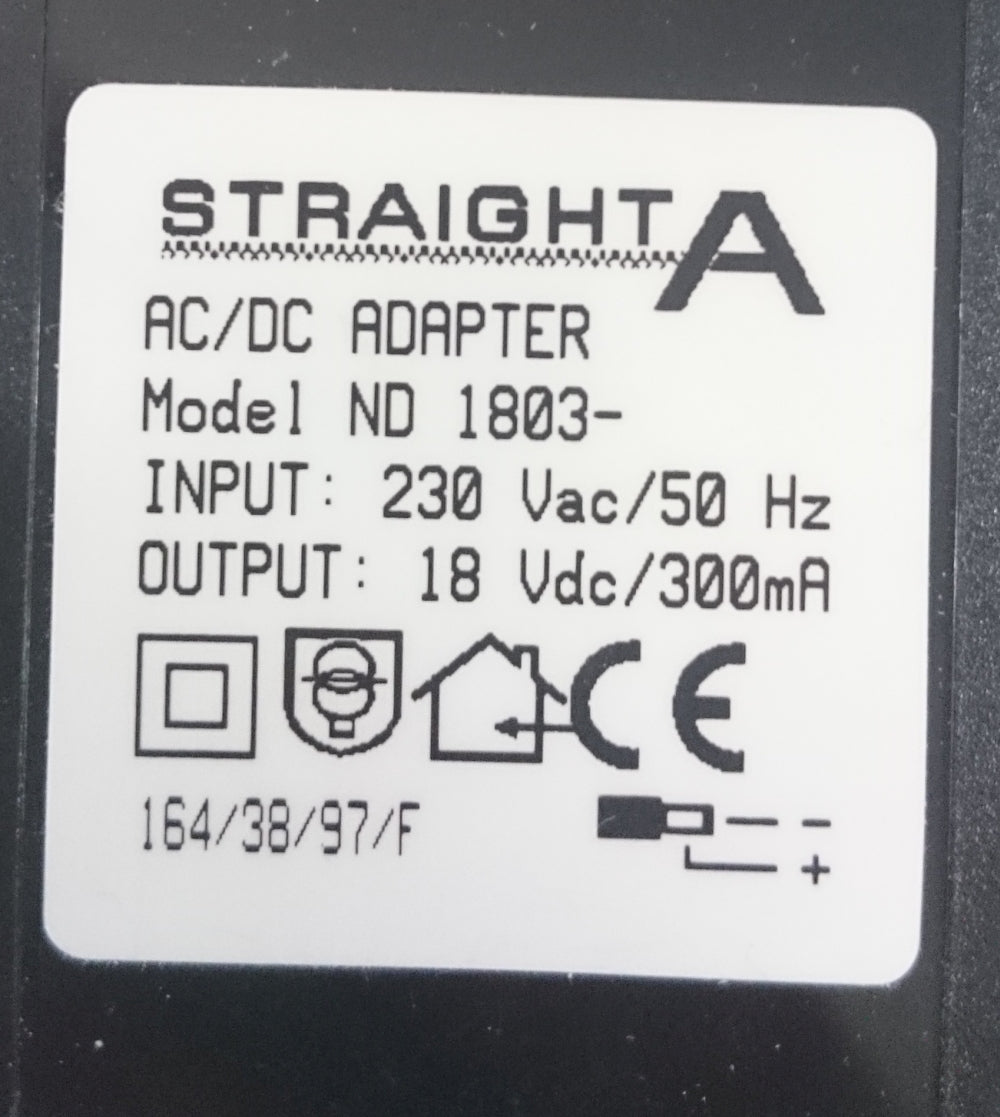 STRAIGHT A
AC/DC ADAPTER
Model ND 1803-
INPUT: 230 Vac/50 Hz
OUTPUT: 18 Vdc/300mA
CE
164/38/97/F
-
+